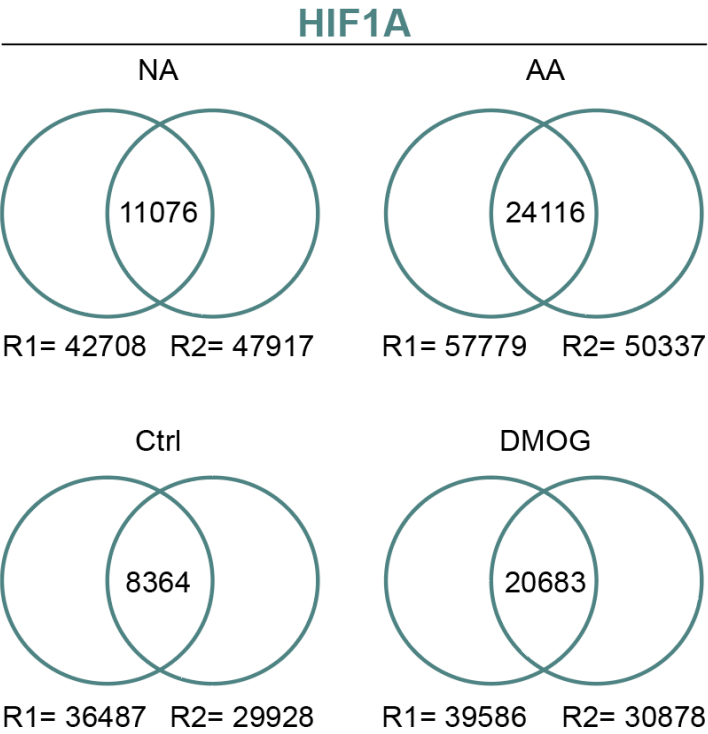 HIF1A
NA AA
11076 24116
R1= 42708 R2= 47917 R1= 57779 R2= 50337
Ctrl DMOG
8364 20683
R1= 36487 R2= 29928 R1= 39586 R2= 30878